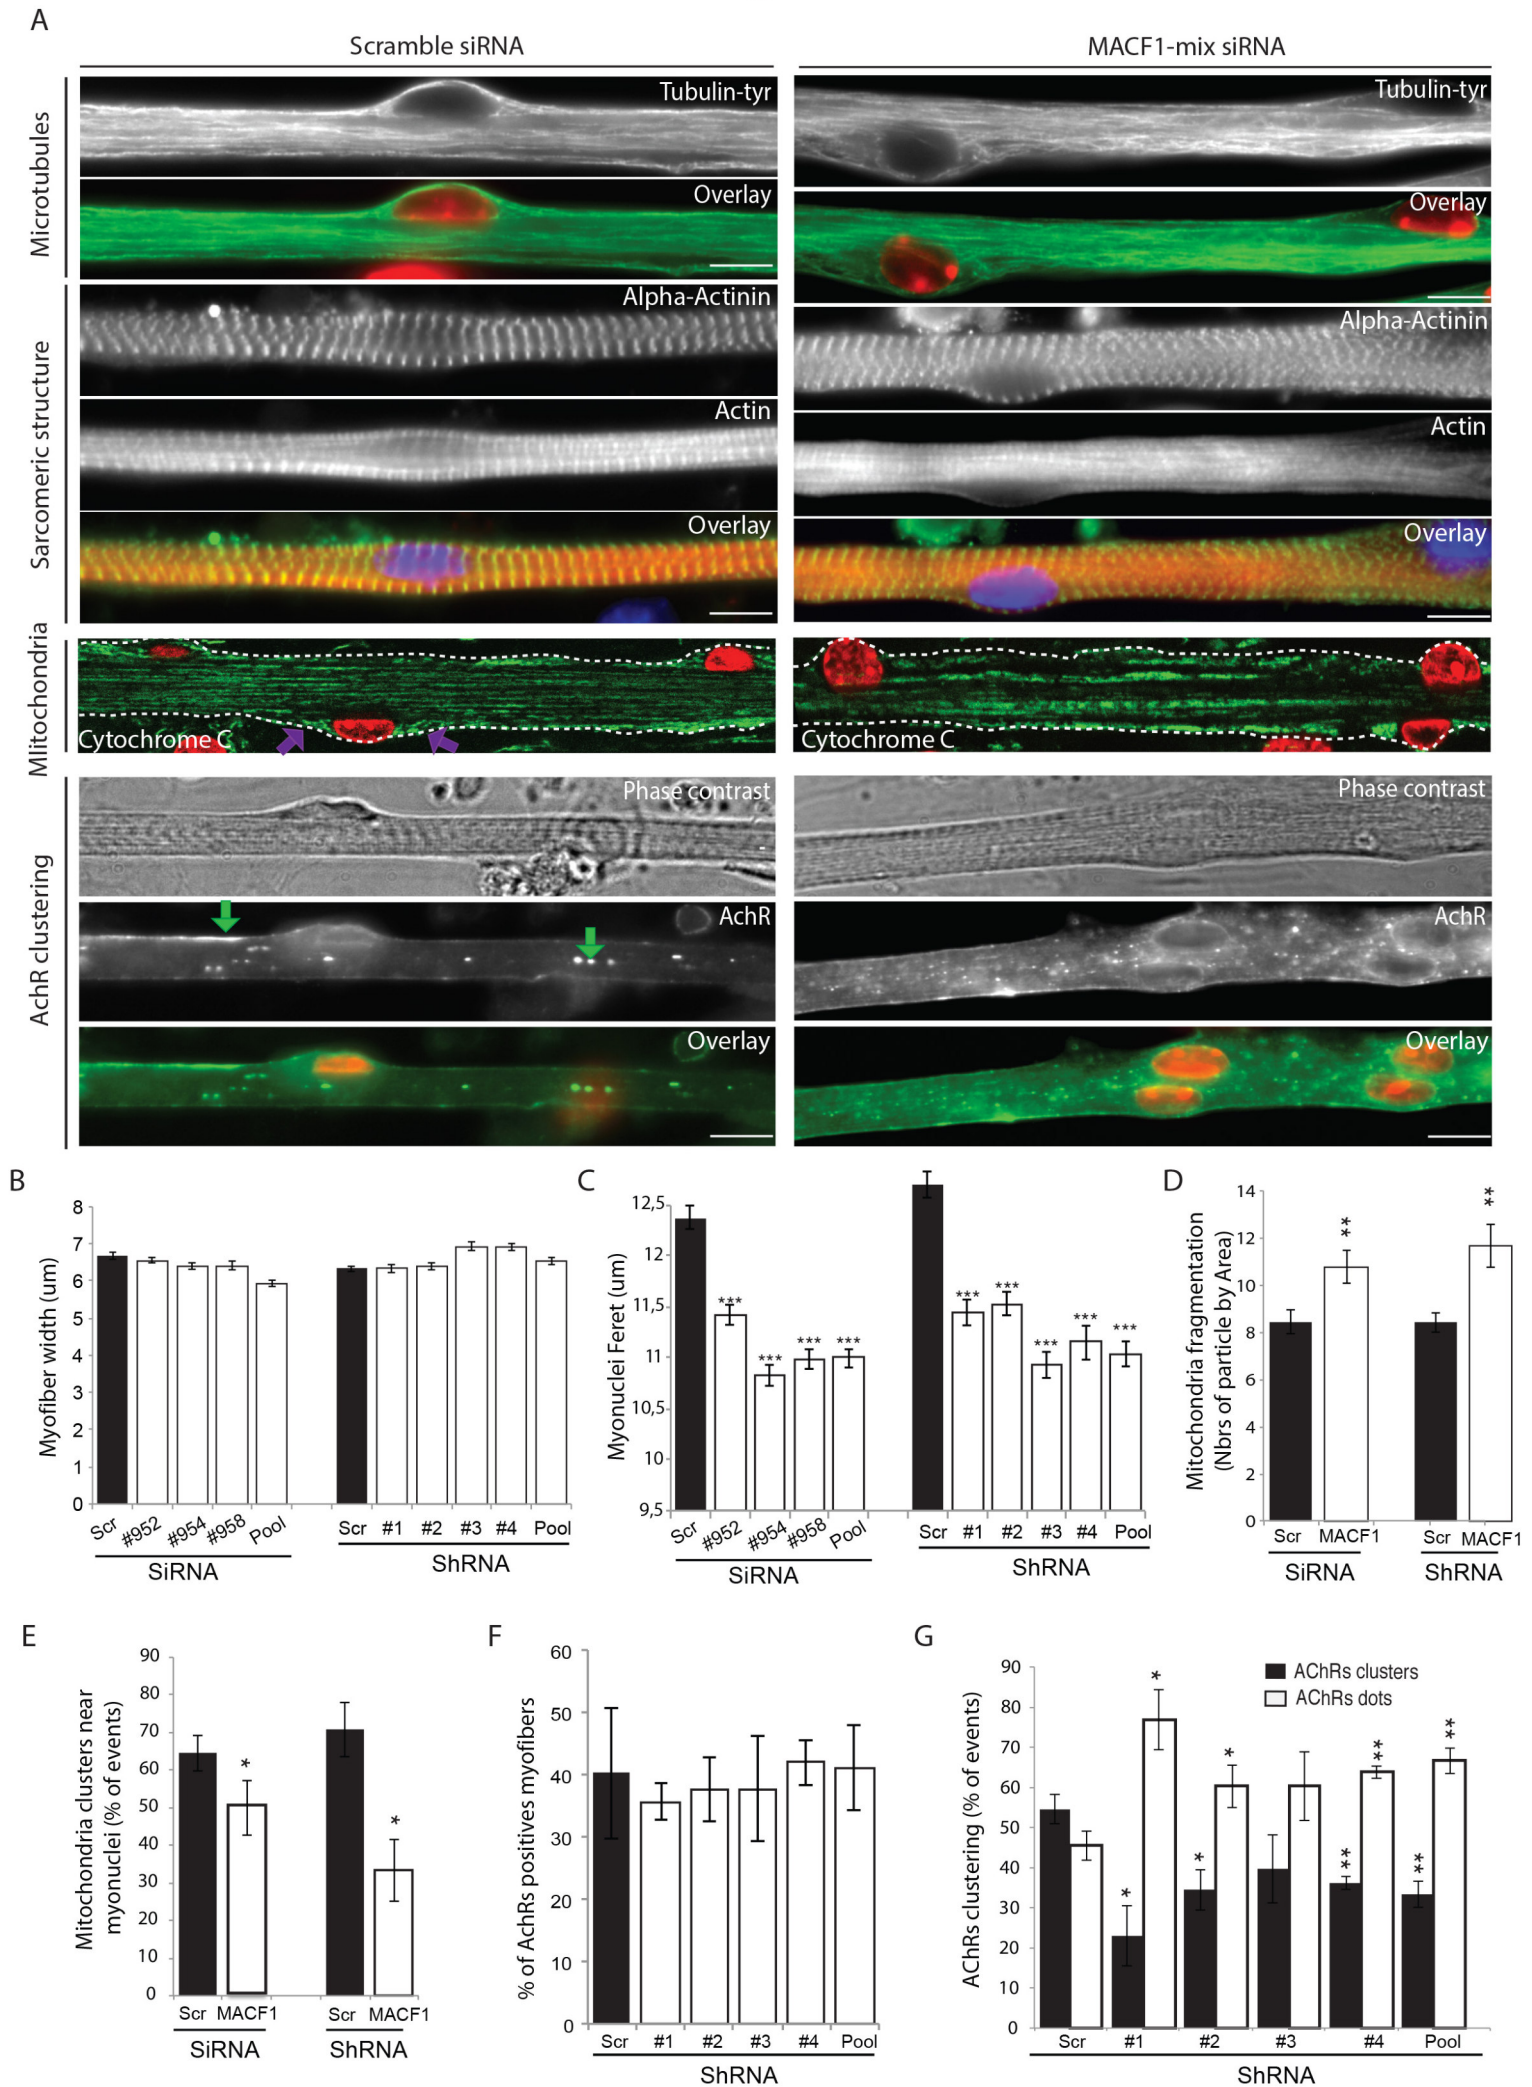 A
Scramble siRNA
MACF1-mix siRNA
Microtubules
Tubulin-tyr
Tubulin-tyr
Overlay
Overlay
Sarcomeric structure
Alpha-Actinin
Alpha-Actinin
Actin
Actin
Overlay
Overlay
MIitochondria
Cytochrome C
Cytochrome C
AchR clustering
Phase contrast
Phase contrast
AchR
AchR
Overlay
Overlay
B
Myofiber width (um)
8
7
6
5
4
3
2
1
0
Scr #952 #954 #958 Pool
SiRNA
Scr #1 #2 #3 #4 Pool
ShRNA
C
Myonuclei Feret (um)
12,5
12
11,5
11
10,5
10
9,5
*** *** *** ***
*** *** *** *** ***
Scr #952 #954 #958 Pool
SiRNA
Scr #1 #2 #3 #4 Pool
ShRNA
D
Mitochondria fragmentation
(Nbrs of particle by Area)
14
12
10
8
6
4
2
0
** **
Scr MACF1
SiRNA
Scr MACF1
ShRNA
E
Mitochondria clusters near
myonuclei (% of events)
90
80
70
60
50
40
30
20
10
0
* *
Scr MACF1
SiRNA
Scr MACF1
ShRNA
F
% of AchRs positives myofibers
60
50
40
30
20
10
0
Scr #1 #2 #3 #4 Pool
ShRNA
G
AChRs clustering (% of events)
90
80
70
60
50
40
30
20
10
0
AChRs clusters
AChRs dots
* * * * ** ** ** **
Scr #1 #2 #3 #4 Pool
ShRNA